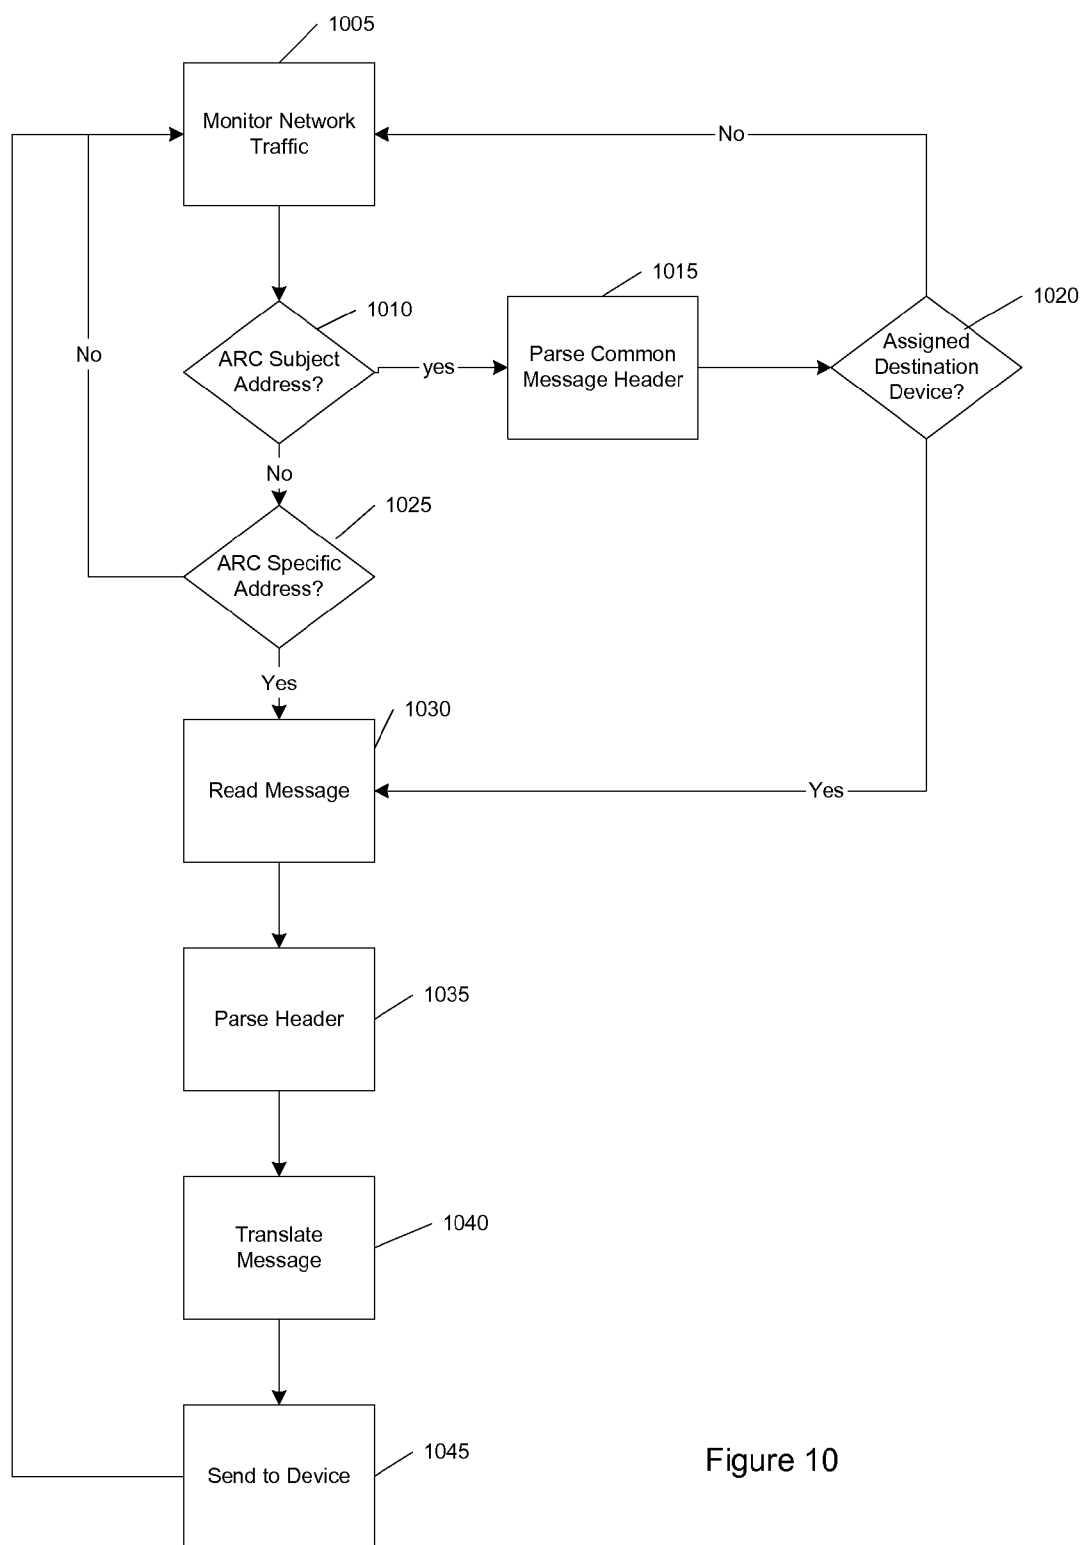 1005
Monitor Network
Traffic
No
1015
1010
1020
No
ARC Subject
Address?
yes
Parse Common
Message Header
Assigned
Destination
Device?
No
1025
ARC Specific
Address?
Yes
1030
Read Message
Yes
1035
Parse Header
1040
Translate
Message
1045
Send to Device
Figure 10